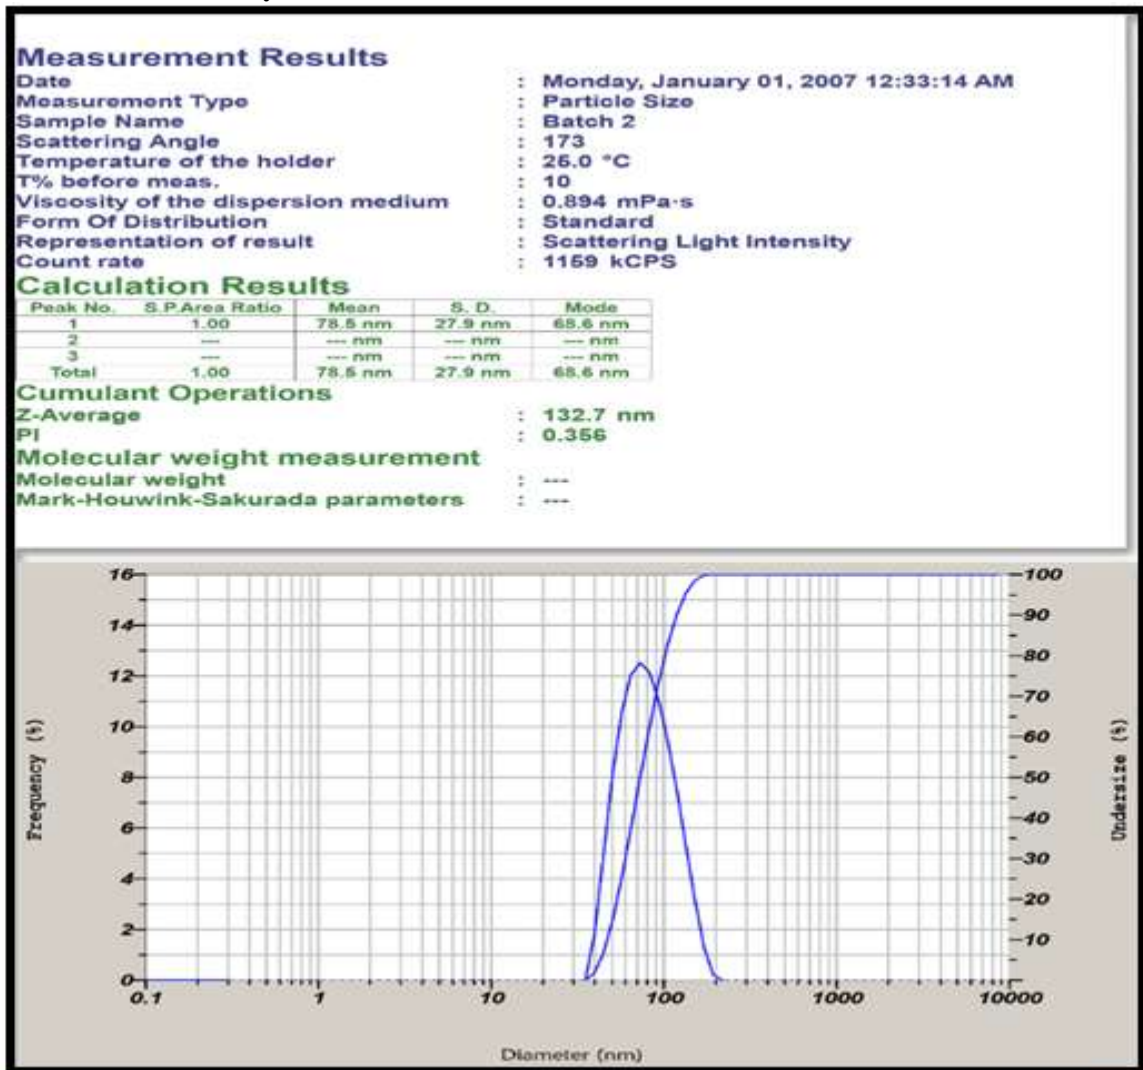 Measurement Results
Date : Monday, January 01, 2007 12:33:14 AM
Measurement Type : Particle Size
Sample Name : Batch 2
Scattering Angle : 173
Temperature of the holder : 25.0 °C
T% before meas. : 10
Viscosity of the dispersion medium : 0.894 mPa·s
Form Of Distribution : Standard
Representation of result : Scattering Light Intensity
Count rate : 1159 kCPS
Calculation Results
Peak No. S.P.Area Ratio Mean S. D. Mode
1 1.00 78.5 nm 27.9 nm 68.6 nm
2 --- --- nm --- nm --- nm
3 --- --- nm --- nm --- nm
Total 1.00 78.5 nm 27.9 nm 68.6 nm
Cumulant Operations
Z-Average : 132.7 nm
PI : 0.356
Molecular weight measurement
Molecular weight : ---
Mark-Houwink-Sakurada parameters : ---
16 100
90
14
80
12
70
10
60
8 50
40
6
30
4
20
2
10
0
Frequency (%)
Undersize (%)
0.1 1 10 100 1000 10000
Diameter (nm)